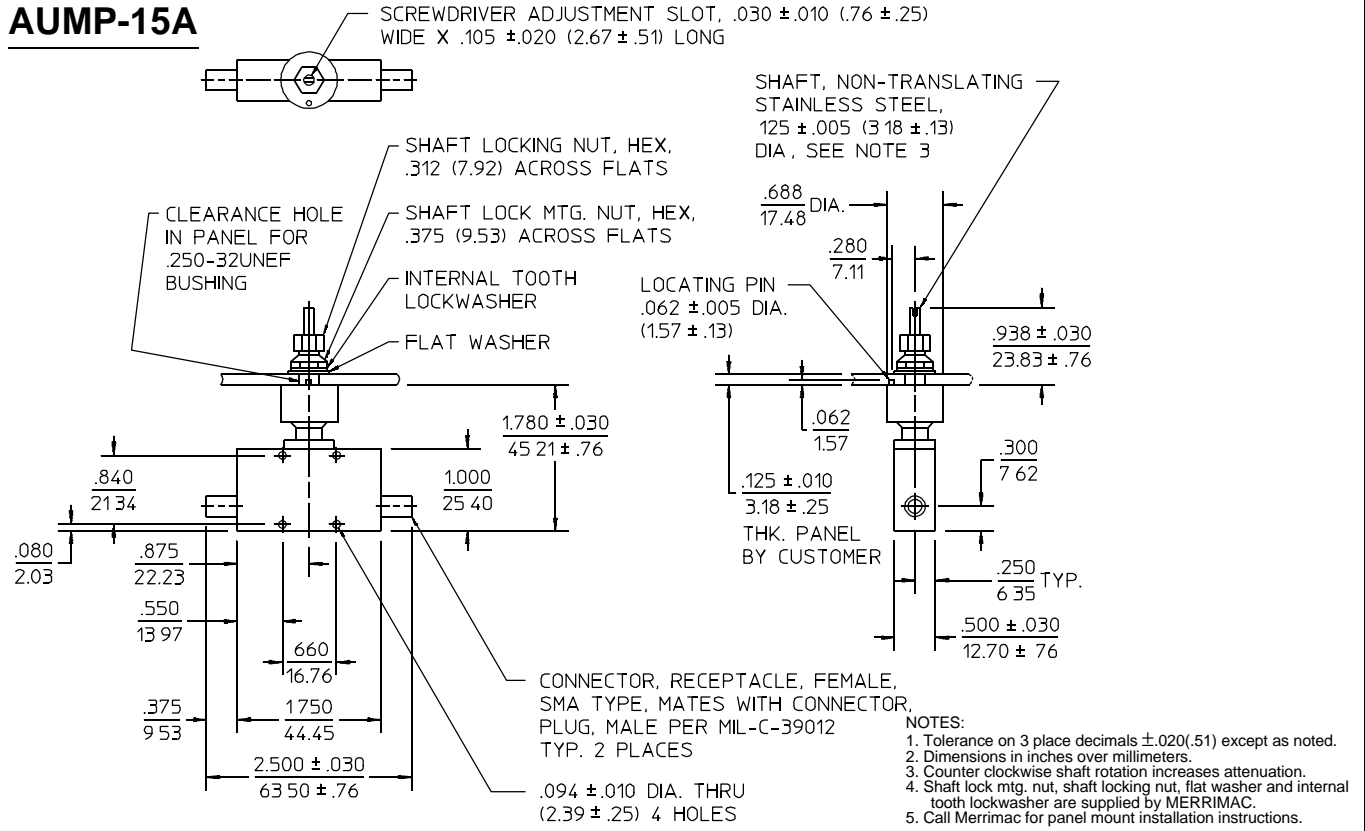 AUMP-15A
SCREWDRIVER ADJUSTMENT SLOT, .030 ±.010 (.76 ±.25)
WIDE X .105 ±.020 (2.67 ±.51) LONG
SHAFT, NON-TRANSLATING
STAINLESS STEEL,
125 ±.005 (3 18 ±.13)
DIA, SEE NOTE 3
SHAFT LOCKING NUT, HEX,
.312 (7.92) ACROSS FLATS
SHAFT LOCK MTG. NUT, HEX,
.375 (9.53) ACROSS FLATS
CLEARANCE HOLE
IN PANEL FOR
.250-32UNEF
BUSHING
INTERNAL TOOTH
LOCKWASHER
FLAT WASHER
.688
17.48 DIA.
.280
7.11
LOCATING PIN
.062 ±.005 DIA.
(1.57 ±.13)
.938 ±.030
23.83 ±.76
1.780 ±.030
45 21 ±.76
.062
1.57
.840
21 34
1.000
25 40
.300
7 62
.125 ±.010
3.18 ±.25
THK. PANEL
BY CUSTOMER
.080
2.03
.875
22.23
.250
6 35 TYP.
.550
13 97
.500 ±.030
12.70 ± 76
660
16.76
.375
9 53
1 750
44.45
2.500 ±.030
63 50 ±.76
CONNECTOR, RECEPTACLE, FEMALE,
SMA TYPE, MATES WITH CONNECTOR,
PLUG, MALE PER MIL-C-39012
TYP. 2 PLACES
.094 ±.010 DIA. THRU
(2.39 ±.25) 4 HOLES
NOTES:
1. Tolerance on 3 place decimals ±.020(.51) except as noted.
2. Dimensions in inches over millimeters.
3. Counter clockwise shaft rotation increases attenuation.
4. Shaft lock mtg. nut, shaft locking nut, flat washer and internal
tooth lockwasher are supplied by MERRIMAC.
5. Call Merrimac for panel mount installation instructions.